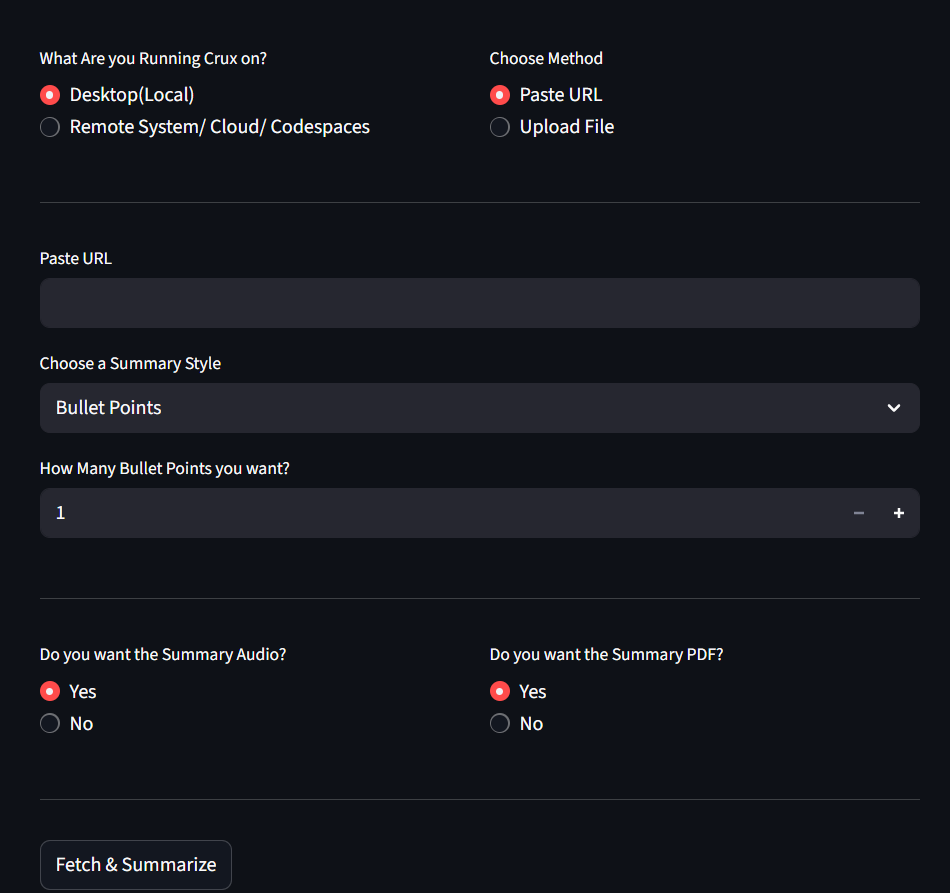 What Are you Running Crux on?
Desktop(Local)
Remote System/ Cloud/ Codespaces
Choose Method
Paste URL
Upload File
Paste URL
Choose a Summary Style
Bullet Points
How Many Bullet Points you want?
1
Do you want the Summary Audio?
Yes
No
Do you want the Summary PDF?
Yes
No
Fetch & Summarize